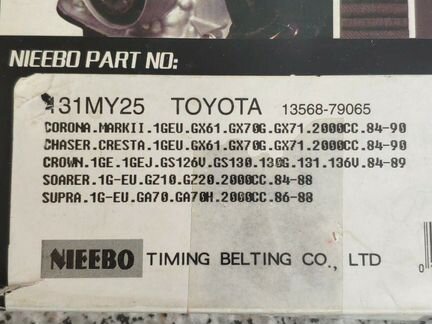 NIEEBO PART NO:
131MY25 TOYOTA 13568-79065
CORONA.MARKII.1GEU.GX61.GX70G.GX71.2000CC.84-90
CHASER.CRESTA.1GEU.GX61.GX70G.GX71.2000CC.84-90
CROWN.1GE.1GEJ.GS126V.GS130.130G.131.136V.84-89
SOARER.1G-EU.GZ10.GZ20.2000CC.84-88
SUPRA.1G-EU.GA70.GA70H.2000CC.86-88
NIEEBO TIMING BELTING CO., LTD
0